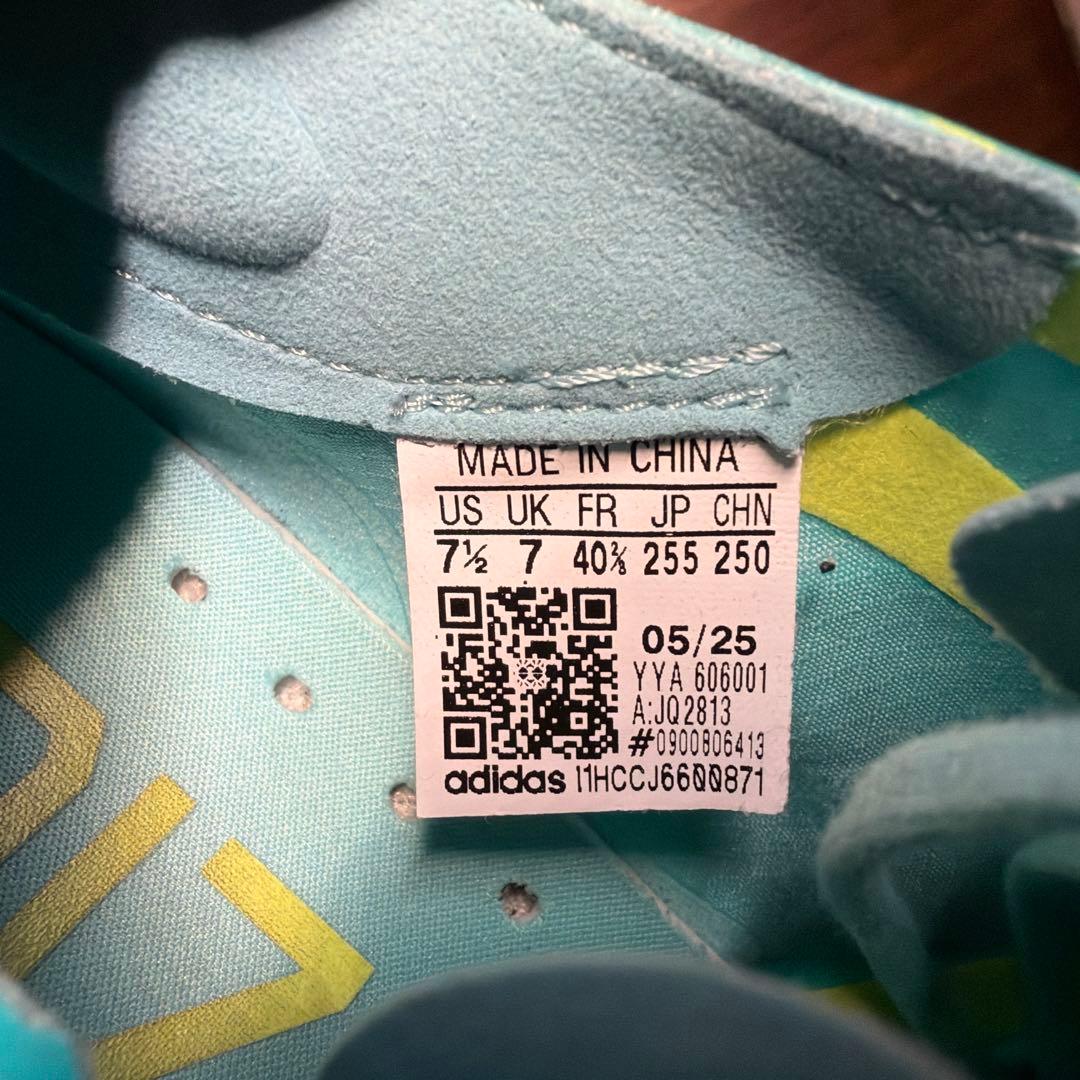 MADE IN CHINA
US UK FR JP CHN
7½ 7 40⅔ 255 250
05/25
YYA 606001
A:JQ2813
#0900806413
adidas 11HCCJ6600871